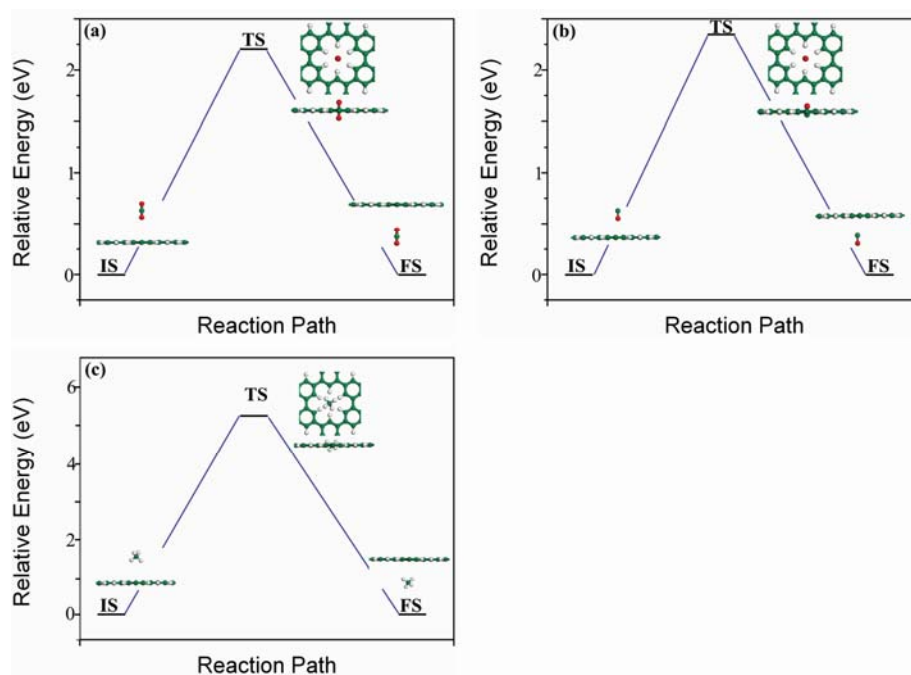 (a)
TS
Relative Energy (eV)
2
1
0
IS
FS
Reaction Path
(b)
TS
Relative Energy (eV)
2
1
0
IS
FS
Reaction Path
(c)
TS
Relative Energy (eV)
6
4
2
0
IS
FS
Reaction Path